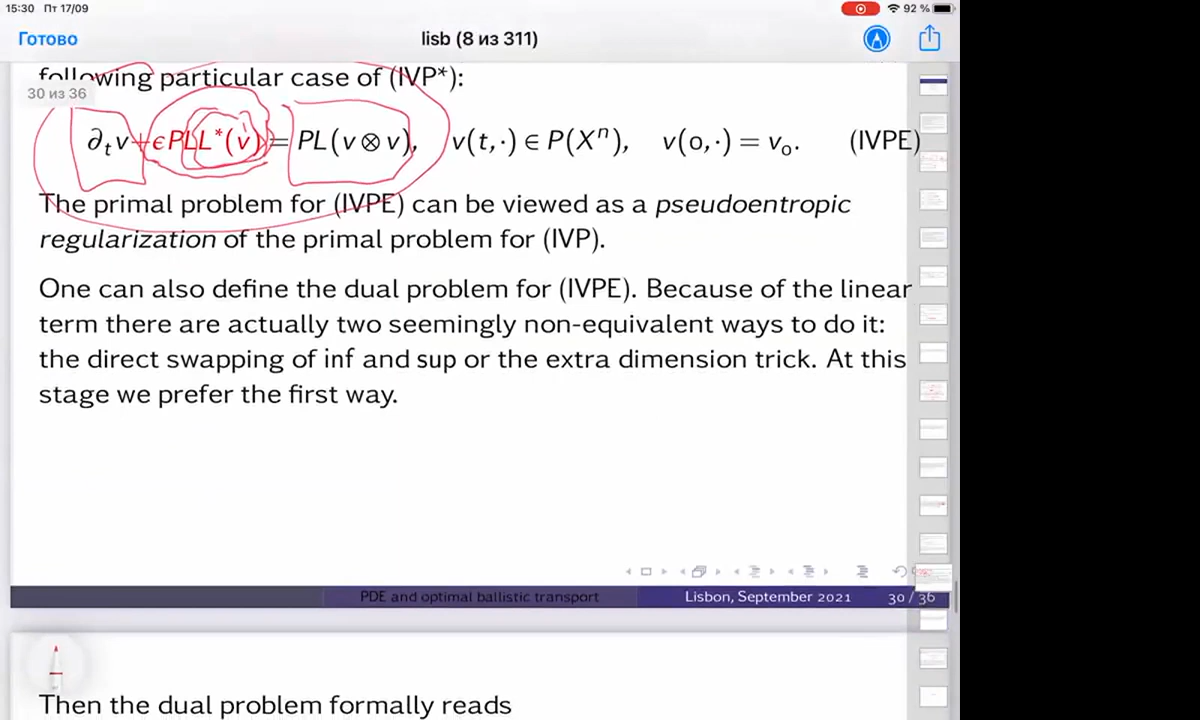 15:30 Пт 17/09
92 %
Готово
lisb (8 из 311)
following particular case of (IVP*):
30 из 36
∂ₜv + ϵPLL*(v) = PL(v ⊗ v), v(t, ·) ∈ P(Xⁿ), v(0, ·) = v₀. (IVPE)
The primal problem for (IVPE) can be viewed as a pseudoentropic
regularization of the primal problem for (IVP).
One can also define the dual problem for (IVPE). Because of the linear
term there are actually two seemingly non-equivalent ways to do it:
the direct swapping of inf and sup or the extra dimension trick. At this
stage we prefer the first way.
PDE and optimal ballistic transport
Lisbon, September 2021
30 / 36
Then the dual problem formally reads